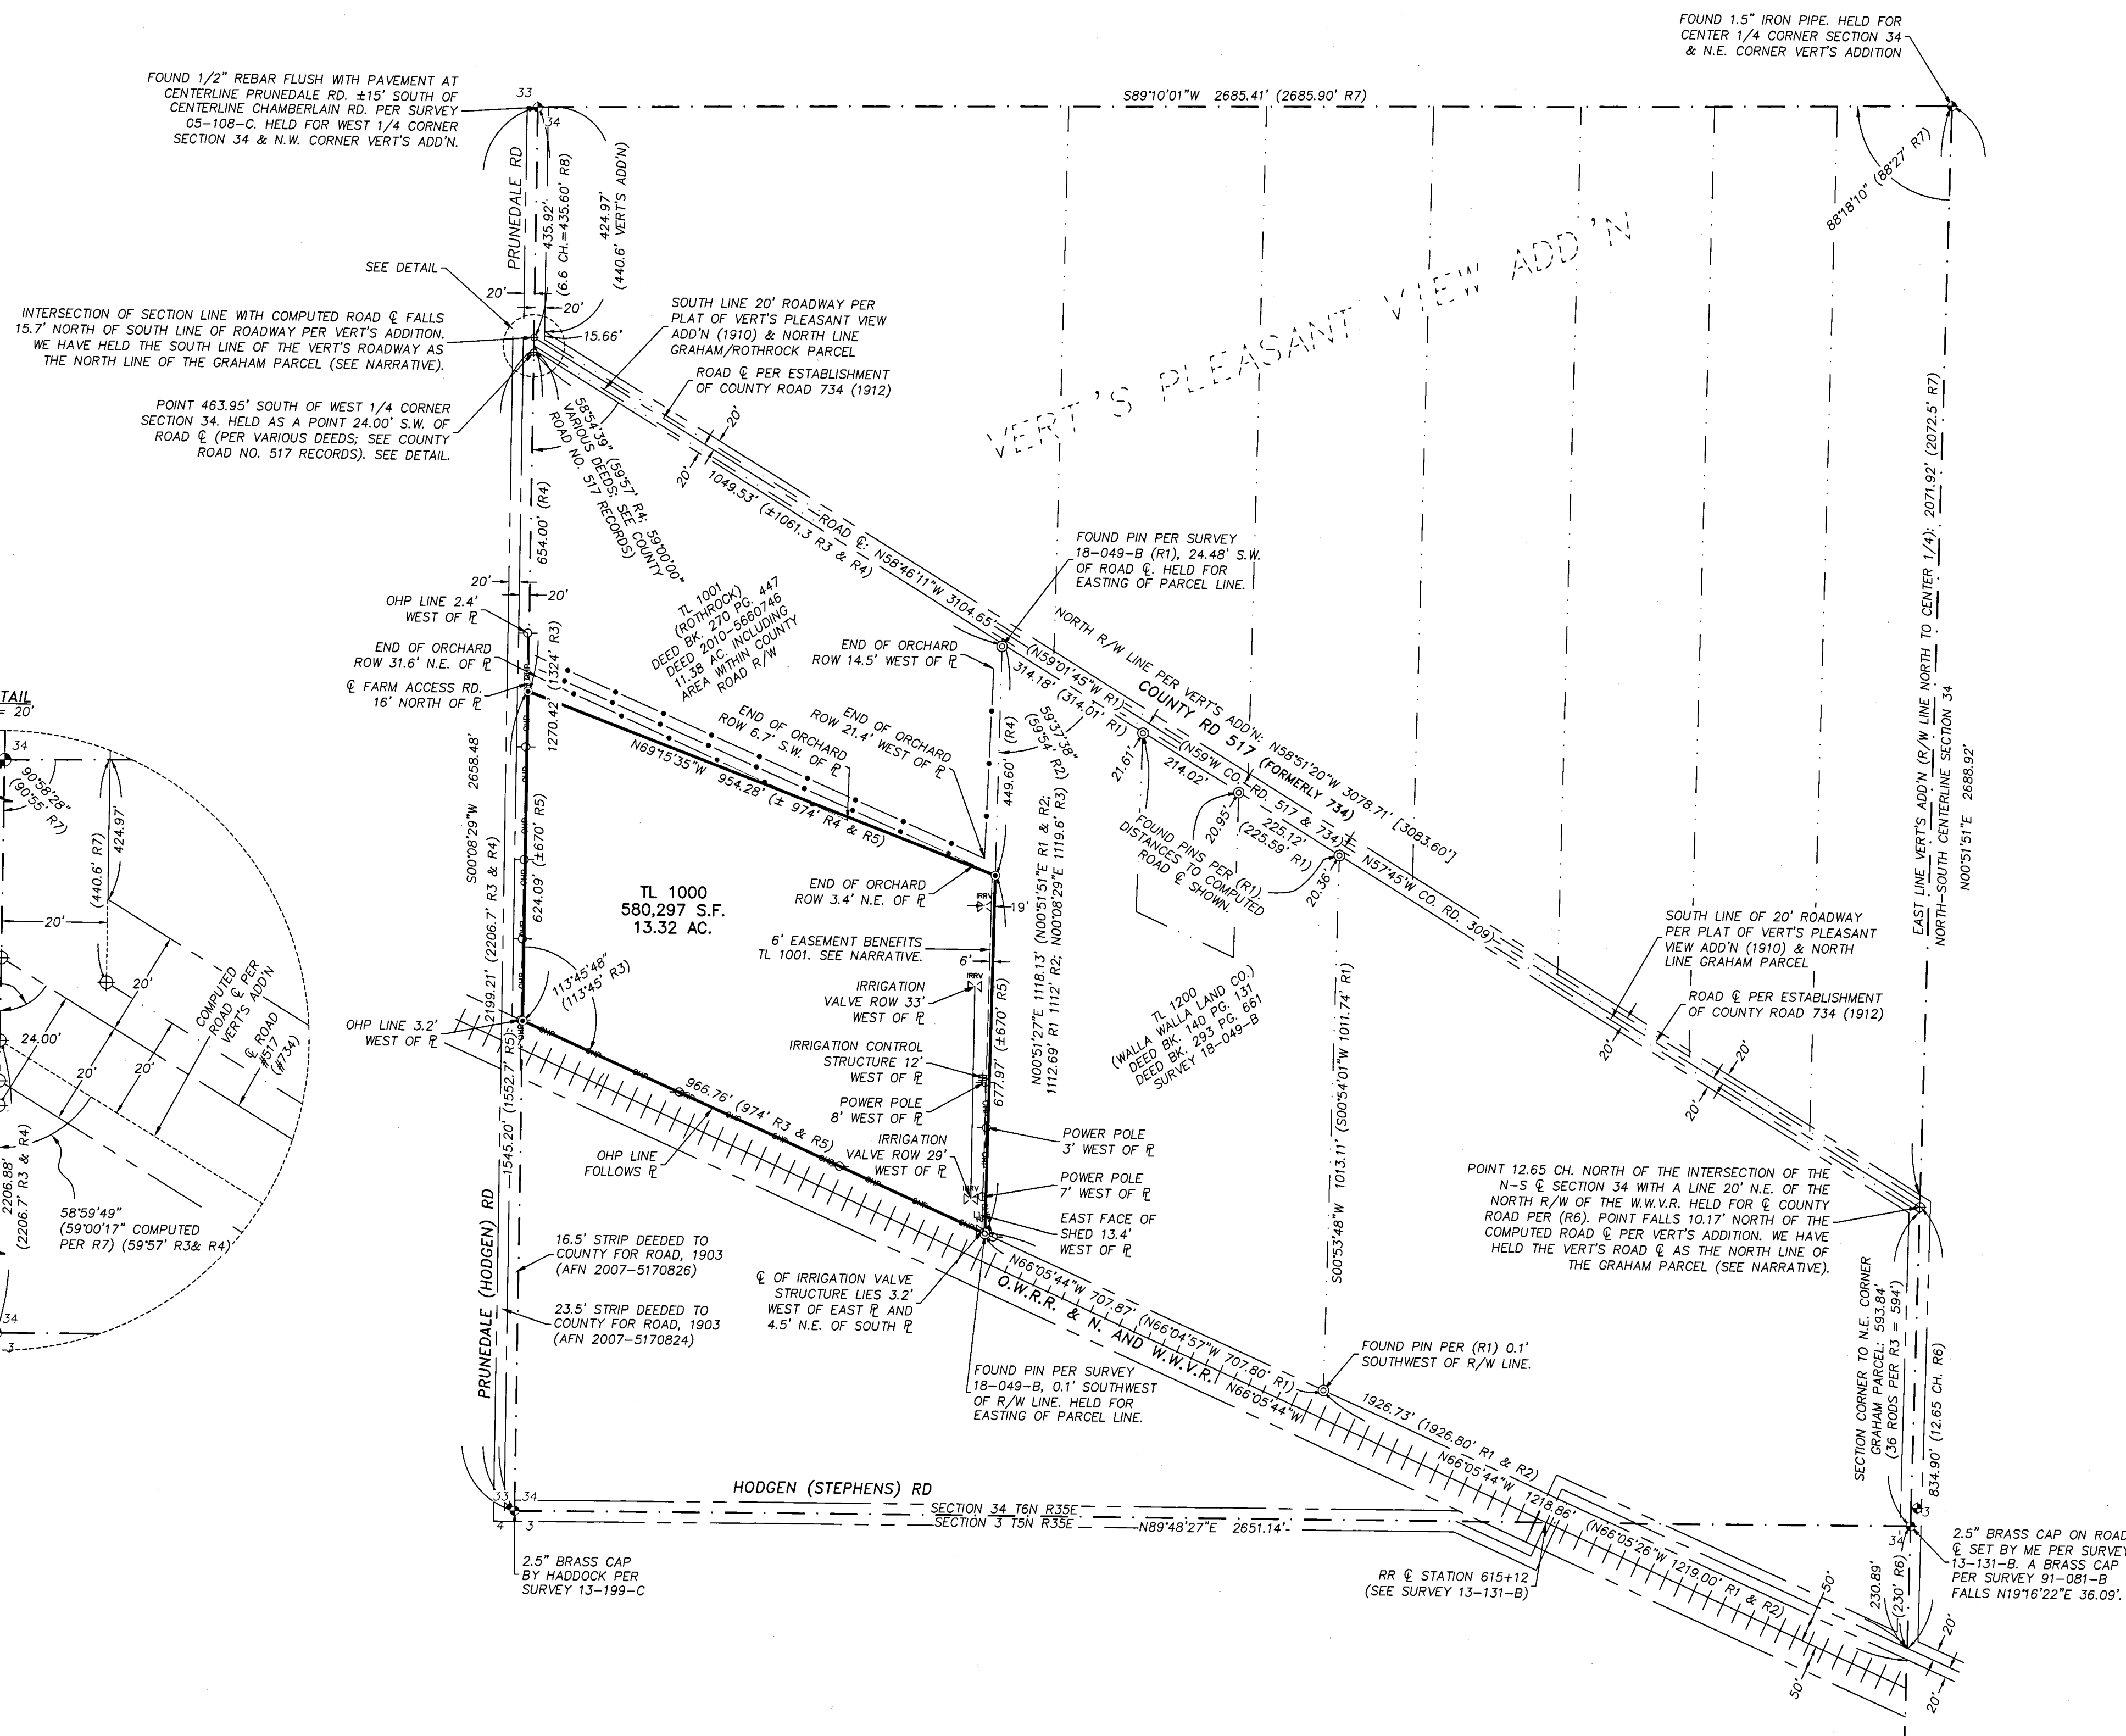 FOUND 1.5" IRON PIPE. HELD FOR
CENTER 1/4 CORNER SECTION 34
& N.E. CORNER VERT'S ADDITION
FOUND 1/2" REBAR FLUSH WITH PAVEMENT AT
CENTERLINE PRUNEDALE RD. ±15' SOUTH OF
CENTERLINE CHAMBERLAIN RD. PER SURVEY
05-108-C. HELD FOR WEST 1/4 CORNER
SECTION 34 & N.W. CORNER VERT'S ADD'N.
33
34
S89°10'01"W 2685.41' (2685.90' R7)
88°18'10" (88°27' R7)
PRUNEDALE RD
435.92'
(6.6 CH.=435.60' R8)
424.97'
(440.6' VERT'S ADD'N)
SEE DETAIL
20'
20'
15.66'
INTERSECTION OF SECTION LINE WITH COMPUTED ROAD ℄ FALLS
15.7' NORTH OF SOUTH LINE OF ROADWAY PER VERT'S ADDITION.
WE HAVE HELD THE SOUTH LINE OF THE VERT'S ROADWAY AS
THE NORTH LINE OF THE GRAHAM PARCEL (SEE NARRATIVE).
SOUTH LINE 20' ROADWAY PER
PLAT OF VERT'S PLEASANT VIEW
ADD'N (1910) & NORTH LINE
GRAHAM/ROTHROCK PARCEL
ROAD ℄ PER ESTABLISHMENT
OF COUNTY ROAD 734 (1912)
VERT'S PLEASANT VIEW ADD'N
POINT 463.95' SOUTH OF WEST 1/4 CORNER
SECTION 34. HELD AS A POINT 24.00' S.W. OF
ROAD ℄ (PER VARIOUS DEEDS; SEE COUNTY
ROAD NO. 517 RECORDS). SEE DETAIL.
58°54'39" (59°57' R4; 59°00'00"
VARIOUS DEEDS; SEE COUNTY
ROAD NO. 517 RECORDS)
20'
20'
1049.53' (±1061.3 R3 & R4)
ROAD ℄: N58°46'11"W 3104.65'
654.00' (R4)
20'
20'
OHP LINE 2.4'
WEST OF ⅊
END OF ORCHARD
ROW 31.6' N.E. OF ⅊
℄ FARM ACCESS RD.
16' NORTH OF ⅊
1270.42' (1324' R3)
TL 1001
(ROTHROCK)
DEED BK. 270 PG. 447
DEED 2010-5660746
11.38 AC. INCLUDING
AREA WITHIN COUNTY
ROAD R/W
END OF ORCHARD
ROW 14.5' WEST OF ⅊
FOUND PIN PER SURVEY
18-049-B (R1), 24.48' S.W.
OF ROAD ℄. HELD FOR
EASTING OF PARCEL LINE.
NORTH R/W LINE PER VERT'S ADD'N: N58°51'20"W 3078.71' [3083.60']
COUNTY RD 517 (FORMERLY 734)
(N59°01'45"W R1)
314.18' (314.01' R1)
(N59°W CO. RD. 517 & 734)
214.02'
225.12'
(225.59' R1)
N57°45'W CO. RD. 309)
21.61'
20.95'
20.36'
FOUND PINS PER (R1).
DISTANCES TO COMPUTED
ROAD ℄ SHOWN.
59°37'38"
(59°54' R2)
449.60' (R4)
END OF ORCHARD
ROW 6.7' S.W. OF ⅊
END OF ORCHARD
ROW 21.4' WEST OF ⅊
N69°15'35"W 954.28' (± 974' R4 & R5)
END OF ORCHARD
ROW 3.4' N.E. OF ⅊
TL 1000
580,297 S.F.
13.32 AC.
S00°08'29"W 2658.48'
2199.21' (2206.7' R3 & R4)
624.09' (±670' R5)
113°45'48"
(113°45' R3)
OHP LINE 3.2'
WEST OF ⅊
1545.20' (1552.7' R5)
IRRV
19'
6' EASEMENT BENEFITS
TL 1001. SEE NARRATIVE.
6'
IRRV
IRRIGATION
VALVE ROW 33'
WEST OF ⅊
IRRIGATION CONTROL
STRUCTURE 12'
WEST OF ⅊
POWER POLE
8' WEST OF ⅊
IRRIGATION
VALVE ROW 29'
WEST OF ⅊
IRRV
677.97' (±670' R5)
N00°51'27"E 1118.13' (N00°51'51"E R1 & R2;
1112.69' R1 1112' R2; N00°08'29"E 1119.6' R3)
TL 1200
(WALLA WALLA LAND CO.)
DEED BK. 140 PG. 131
DEED BK. 293 PG. 661
SURVEY 18-049-B
S00°53'48"W 1013.11' (S00°54'01"W 1011.74' R1)
966.76' (974' R3 & R5)
OHP LINE
FOLLOWS ⅊
POWER POLE
3' WEST OF ⅊
POWER POLE
7' WEST OF ⅊
EAST FACE OF
SHED 13.4'
WEST OF ⅊
PRUNEDALE (HODGEN) RD
16.5' STRIP DEEDED TO
COUNTY FOR ROAD, 1903
(AFN 2007-5170826)
23.5' STRIP DEEDED TO
COUNTY FOR ROAD, 1903
(AFN 2007-5170824)
℄ OF IRRIGATION VALVE
STRUCTURE LIES 3.2'
WEST OF EAST ⅊ AND
4.5' N.E. OF SOUTH ⅊
FOUND PIN PER SURVEY
18-049-B, 0.1' SOUTHWEST
OF R/W LINE. HELD FOR
EASTING OF PARCEL LINE.
N66°05'44"W 707.87' (N66°04'57"W 707.80' R1)
O.W.R.R. & N. AND W.W.V.R.
N66°05'44"W
FOUND PIN PER (R1) 0.1'
SOUTHWEST OF R/W LINE.
1926.73' (1926.80' R1 & R2)
N66°05'44"W 1218.86' (N66°05'26"W 1219.00' R1 & R2)
RR ℄ STATION 615+12
(SEE SURVEY 13-131-B)
HODGEN (STEPHENS) RD
SECTION 34 T6N R35E
SECTION 3 T5N R35E
N89°48'27"E 2651.14'
33
34
4
3
2.5" BRASS CAP
BY HADDOCK PER
SURVEY 13-199-C
EAST LINE VERT'S ADD'N (R/W LINE NORTH TO CENTER 1/4): 2071.92' (2072.5' R7)
NORTH-SOUTH CENTERLINE SECTION 34
N00°51'51"E 2688.92'
SOUTH LINE OF 20' ROADWAY
PER PLAT OF VERT'S PLEASANT
VIEW ADD'N (1910) & NORTH
LINE GRAHAM PARCEL
ROAD ℄ PER ESTABLISHMENT
OF COUNTY ROAD 734 (1912)
20'
20'
20'
POINT 12.65 CH. NORTH OF THE INTERSECTION OF THE
N-S ℄ SECTION 34 WITH A LINE 20' N.E. OF THE
NORTH R/W OF THE W.W.V.R. HELD FOR ℄ COUNTY
ROAD PER (R6). POINT FALLS 10.17' NORTH OF THE
COMPUTED ROAD ℄ PER VERT'S ADDITION. WE HAVE
HELD THE VERT'S ROAD ℄ AS THE NORTH LINE OF
THE GRAHAM PARCEL (SEE NARRATIVE).
SECTION CORNER TO N.E. CORNER
GRAHAM PARCEL: 593.84'
(36 RODS PER R3 = 594')
834.90' (12.65 CH. R6)
34
2.5" BRASS CAP ON ROAD
℄ SET BY ME PER SURVEY
13-131-B. A BRASS CAP
PER SURVEY 91-081-B
FALLS N19°16'22"E 36.09'.
230.89'
(230' R6)
50'
50'
20'
20'
TAIL
= 20'
34
90°58'28"
(90°55' R7)
(440.6' R7)
424.97'
20'
20'
20'
24.00'
20'
20'
COMPUTED
ROAD ℄ PER
VERT'S ADD'N
℄ ROAD
#517
(#734)
2206.88'
(2206.7' R3 & R4)
58°59'49"
(59°00'17" COMPUTED
PER R7) (59°57' R3& R4)
34
3